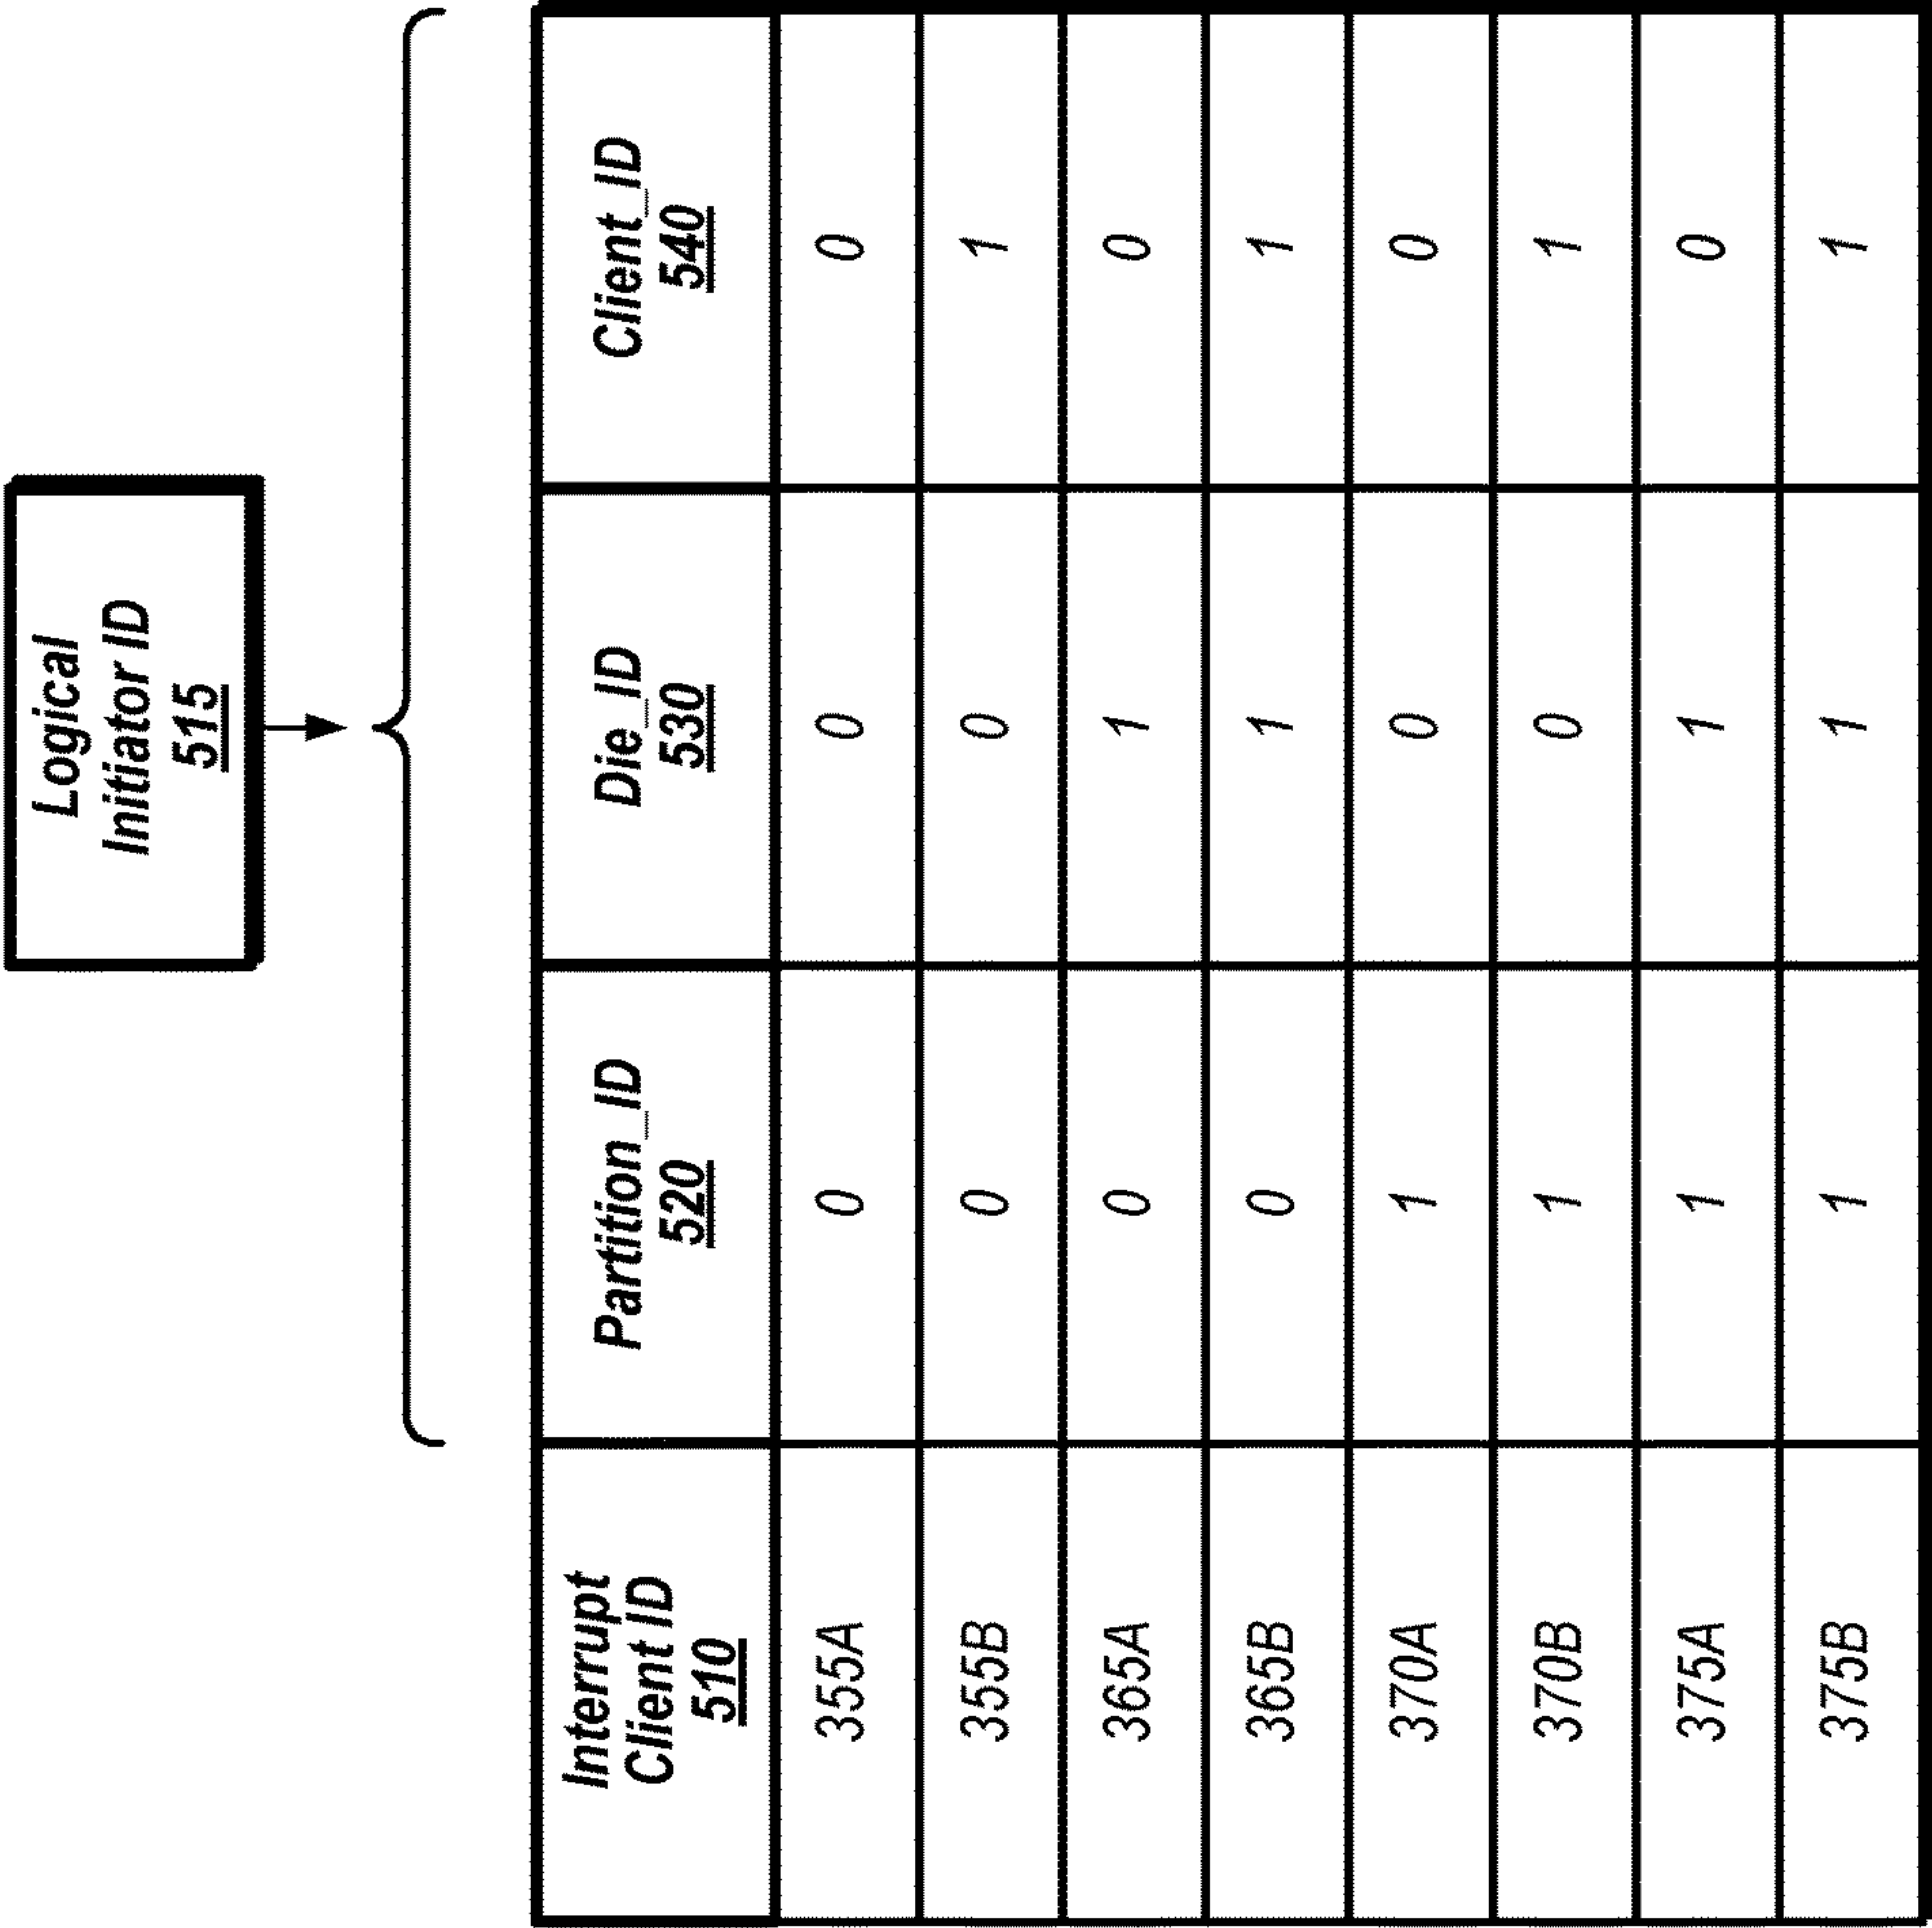 Logical
Initiator ID
515
Interrupt
Client ID
510
Partition_ID
520
Die_ID
530
Client_ID
540
355A 0 0 0
355B 0 0 1
365A 0 1 0
365B 0 1 1
370A 1 0 0
370B 1 0 1
375A 1 1 0
375B 1 1 1